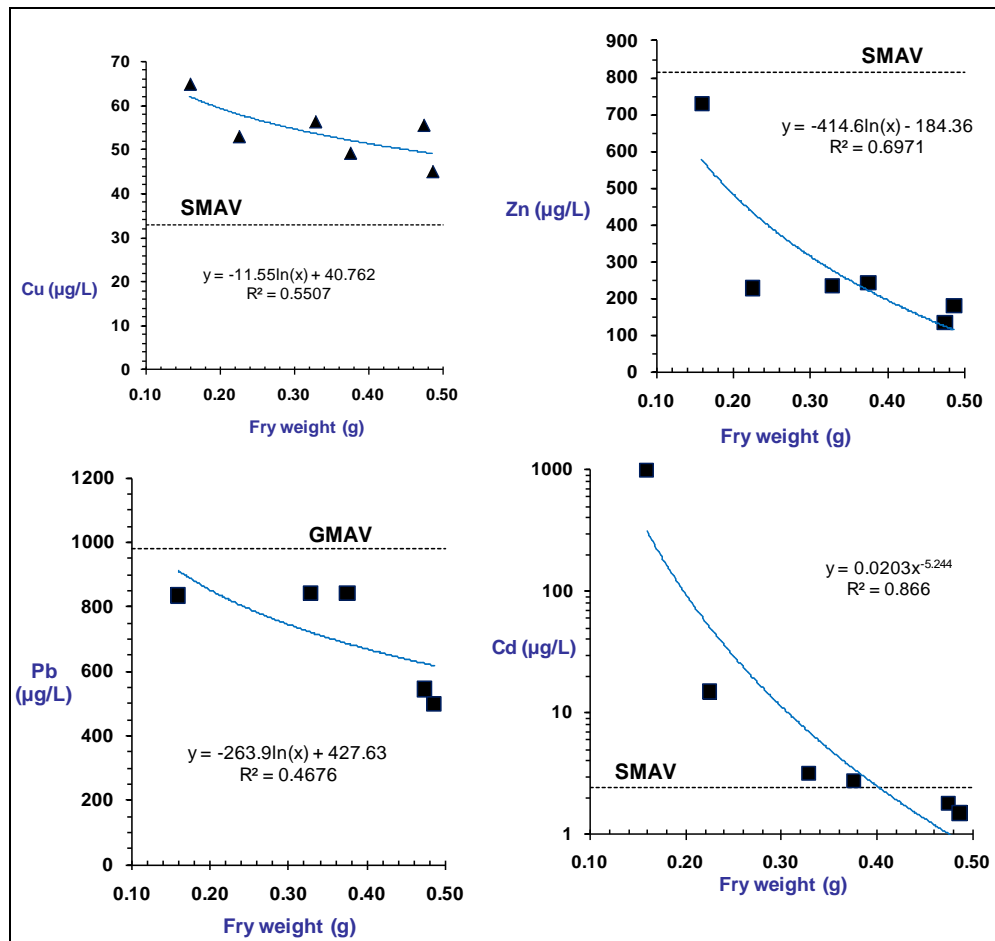 70
60
50
40
30
20
10
0
SMAV
Cu (µg/L)
y = -11.55ln(x) + 40.762
R² = 0.5507
0.10 0.20 0.30 0.40 0.50
Fry weight (g)
900
800
700
600
500
400
300
200
100
0
SMAV
y = -414.6ln(x) - 184.36
R² = 0.6971
Zn (µg/L)
0.10 0.20 0.30 0.40 0.50
Fry weight (g)
1200
1000
800
600
400
200
0
GMAV
Pb
(µg/L)
y = -263.9ln(x) + 427.63
R² = 0.4676
0.10 0.20 0.30 0.40 0.50
Fry weight (g)
1000
100
10
1
y = 0.0203x^-5.244
R² = 0.866
Cd (µg/L)
SMAV
0.10 0.20 0.30 0.40 0.50
Fry weight (g)